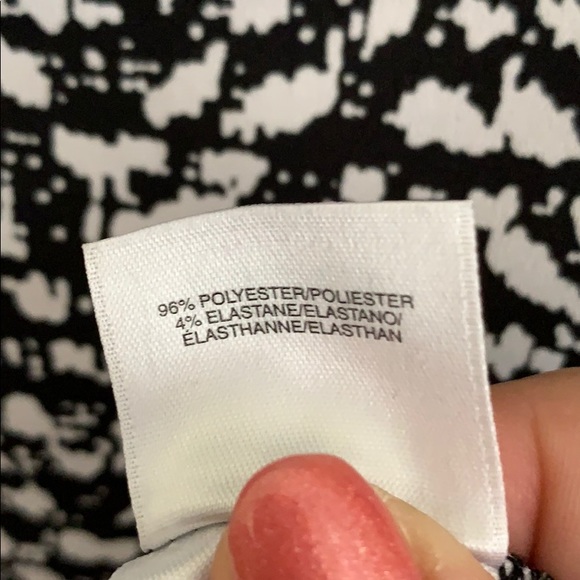 96% POLYESTER/POLIESTER
4% ELASTANE/ELASTANO/
ÉLASTHANNE/ELASTHAN